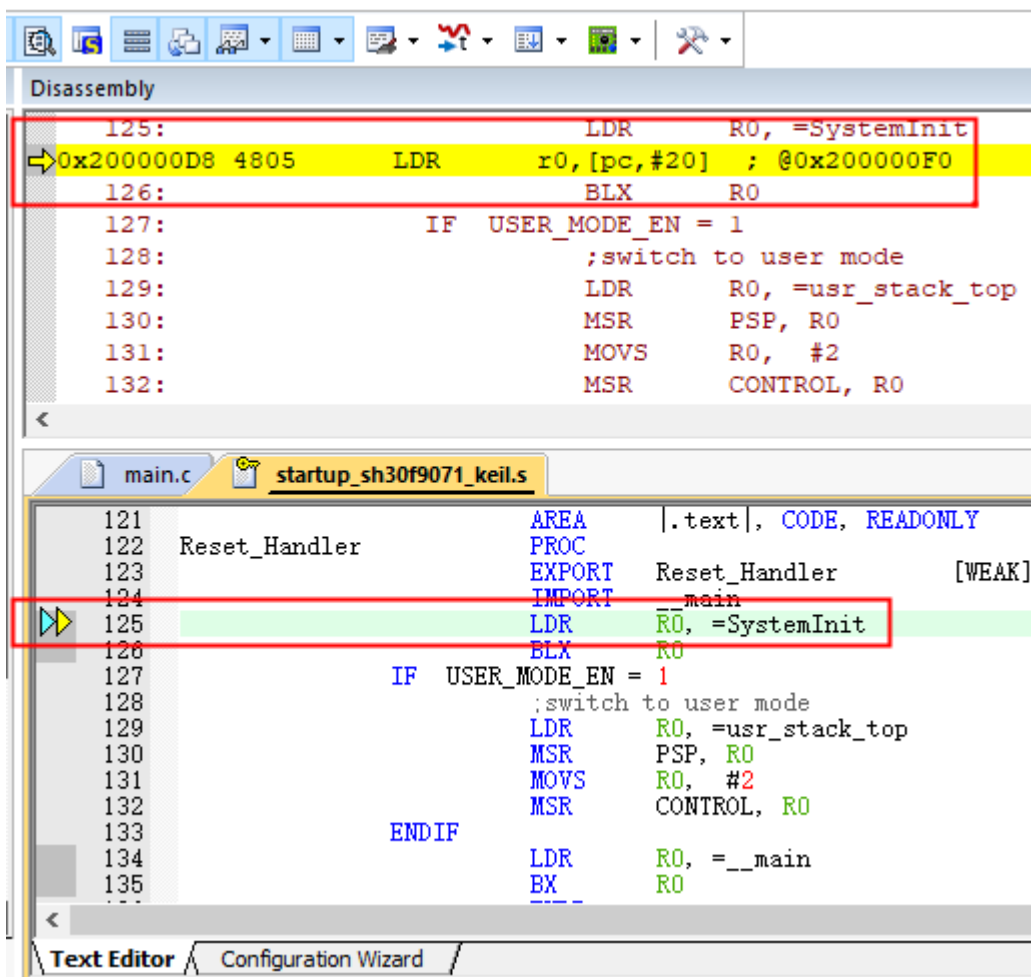 Disassembly
125: LDR R0, =SystemInit
0x200000D8 4805 LDR r0,[pc,#20] ; @0x200000F0
126: BLX R0
127: IF USER_MODE_EN = 1
128: ;switch to user mode
129: LDR R0, =usr_stack_top
130: MSR PSP, R0
131: MOVS R0, #2
132: MSR CONTROL, R0
main.c startup_sh30f9071_keil.s
121 AREA |.text|, CODE, READONLY
122 Reset_Handler PROC
123 EXPORT Reset_Handler [WEAK]
124 IMPORT __main
125 LDR R0, =SystemInit
126 BLX R0
127 IF USER_MODE_EN = 1
128 ;switch to user mode
129 LDR R0, =usr_stack_top
130 MSR PSP, R0
131 MOVS R0, #2
132 MSR CONTROL, R0
133 ENDIF
134 LDR R0, =__main
135 BX R0
Text Editor Configuration Wizard